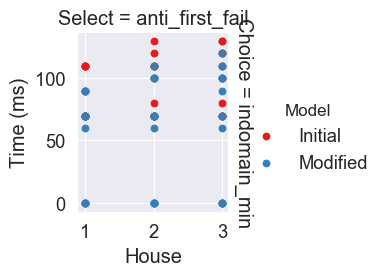 Select = anti_first_fail
Choice = indomain_min
Time (ms)
100
50
0
1 2 3
House
Model
Initial
Modified